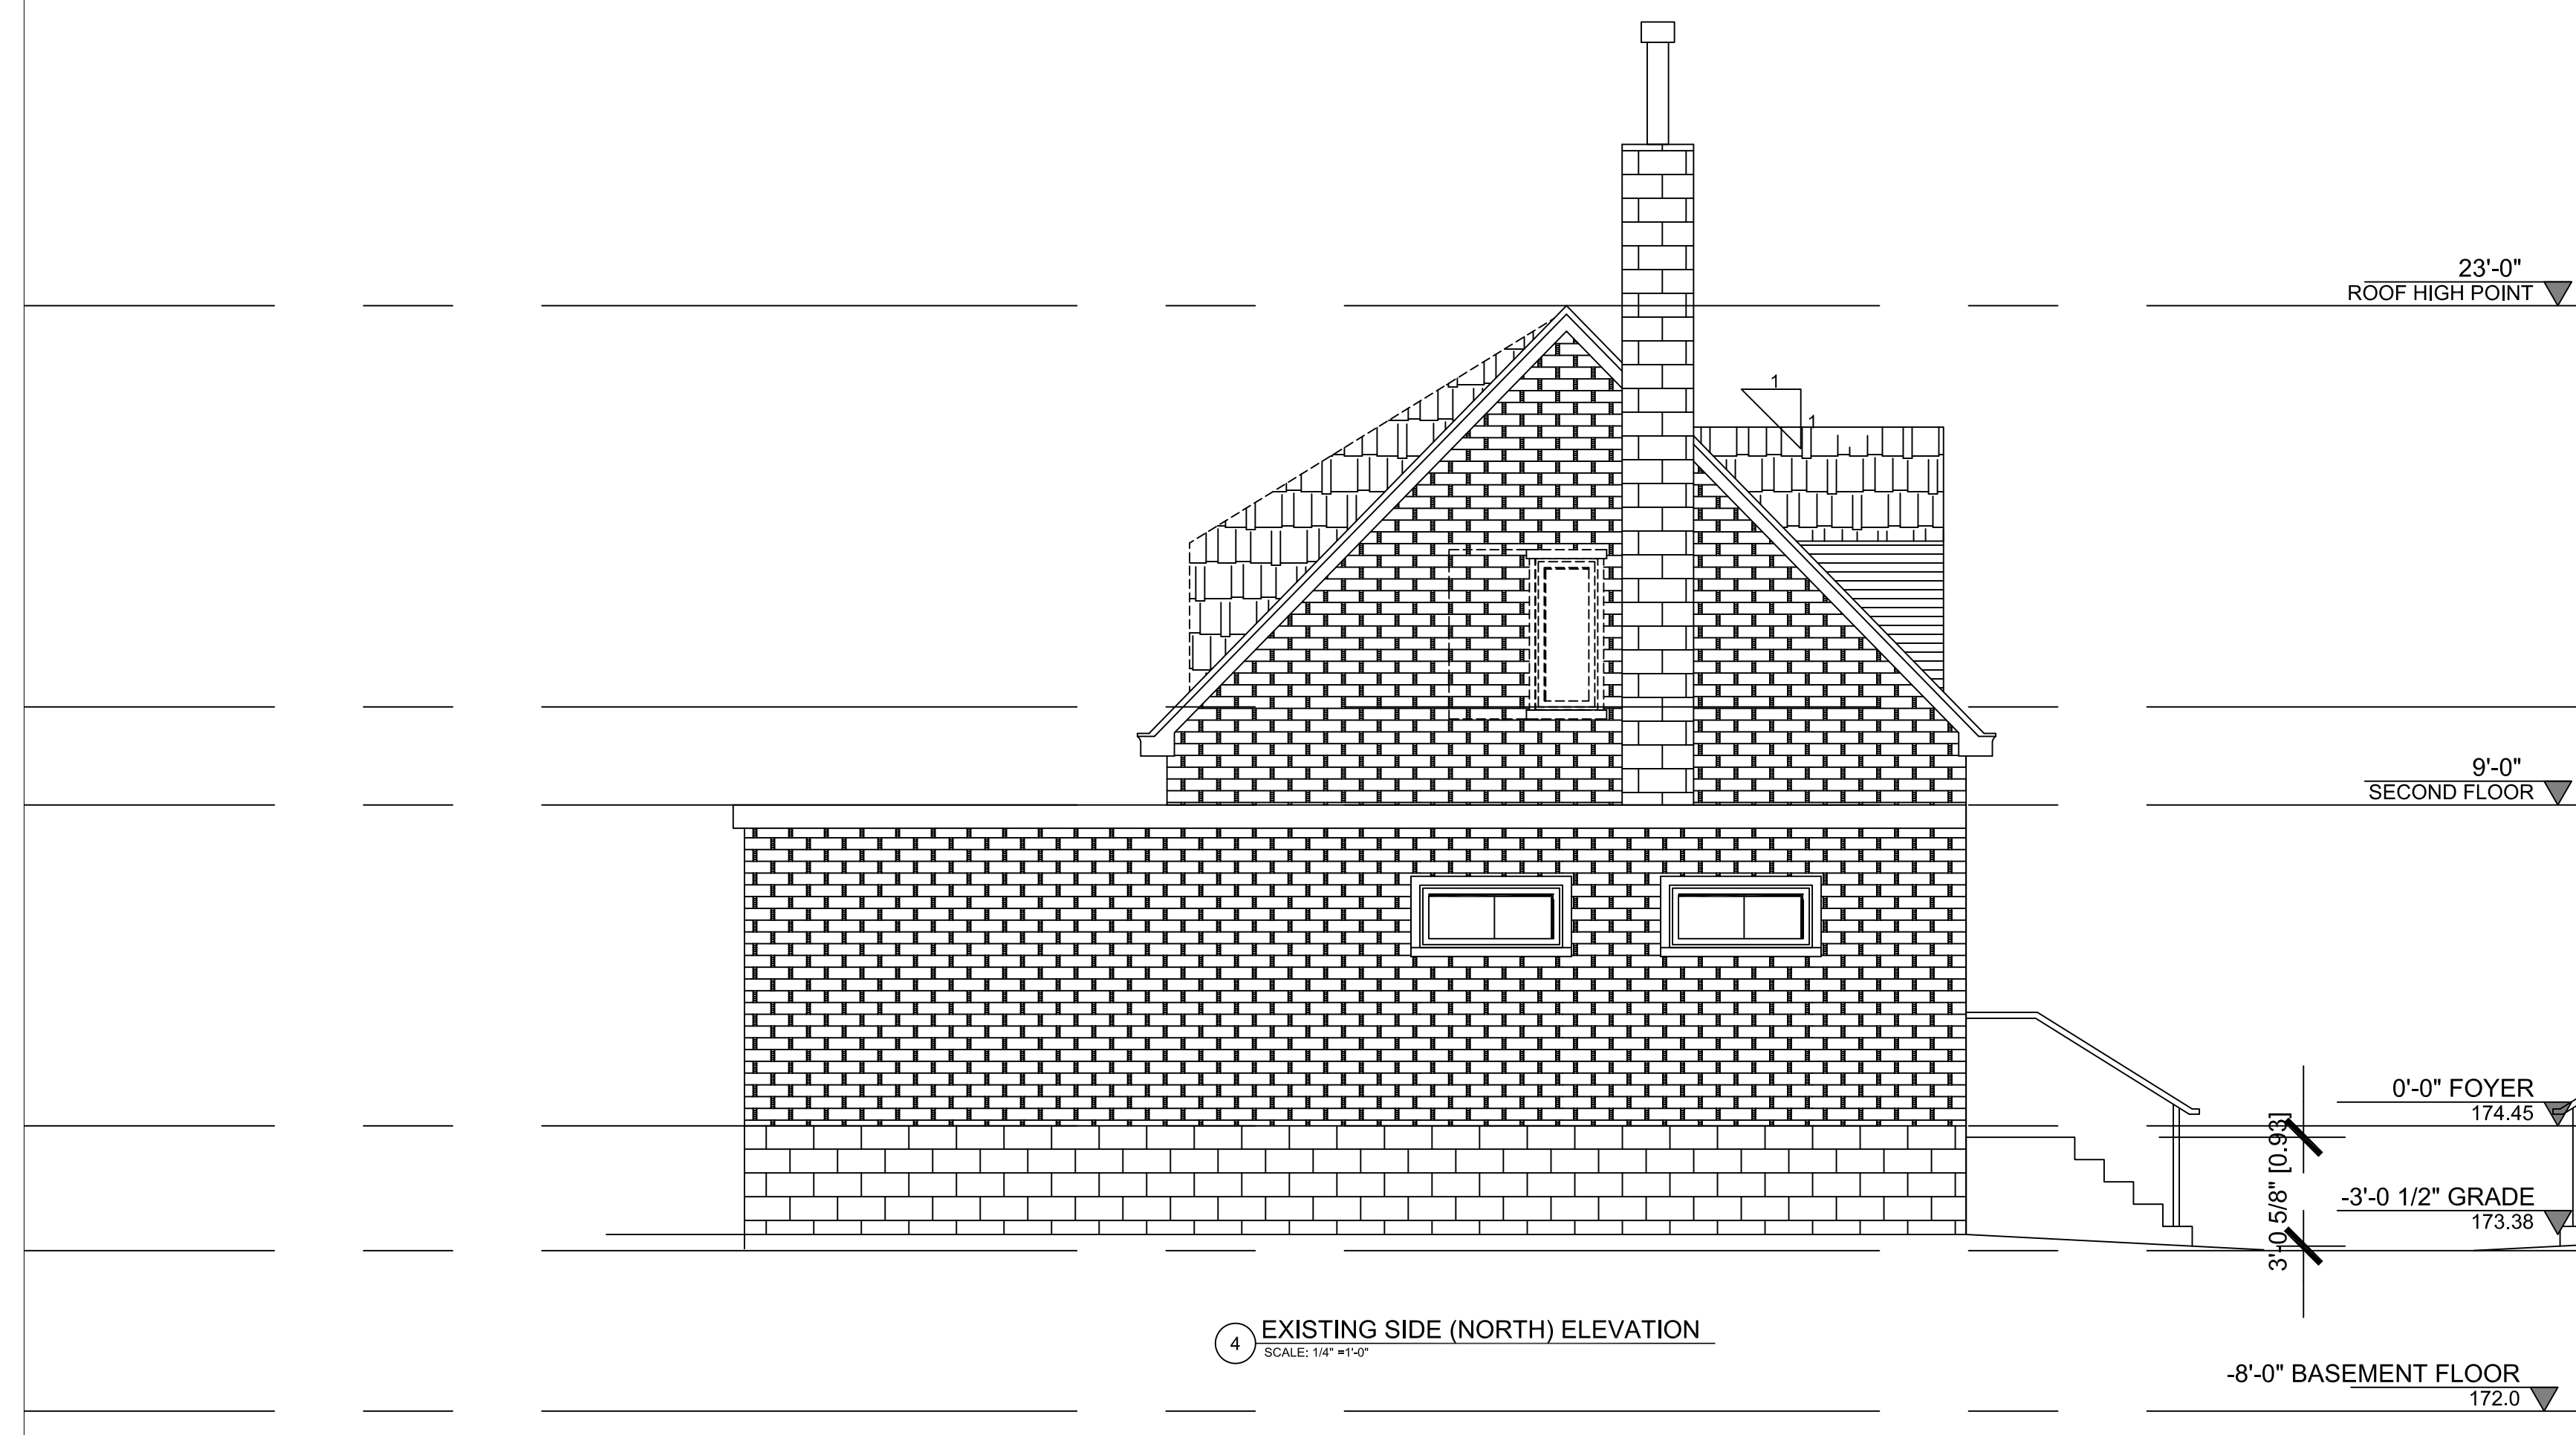 23'-0"
ROOF HIGH POINT
1
1
9'-0"
SECOND FLOOR
0'-0" FOYER
174.45
3'-0 5/8" [0.93]
-3'-0 1/2" GRADE
173.38
4
EXISTING SIDE (NORTH) ELEVATION
SCALE: 1/4" =1'-0"
-8'-0" BASEMENT FLOOR
172.0